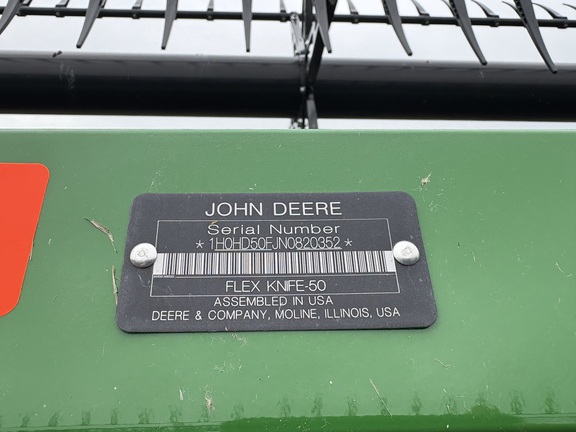 JOHN DEERE
Serial Number
*1H0HD50FJN0820352*
FLEX KNIFE-50
ASSEMBLED IN USA
DEERE & COMPANY, MOLINE, ILLINOIS, USA